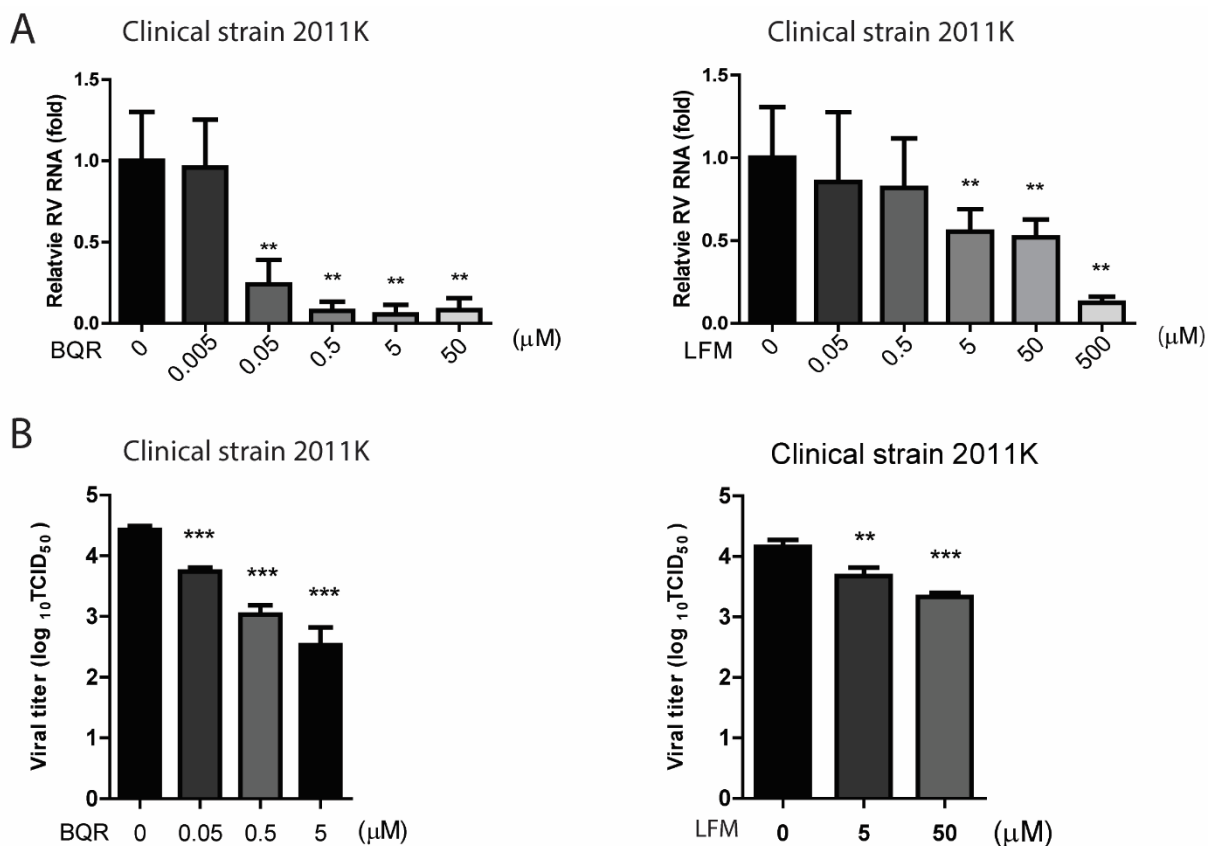 A
Clinical strain 2011K
Relatvie RV RNA (fold)
1.5
1.0
0.5
0.0
** ** ** **
BQR 0 0.005 0.05 0.5 5 50 (μM)
Clinical strain 2011K
Relatvie RV RNA (fold)
1.5
1.0
0.5
0.0
** ** **
LFM 0 0.05 0.5 5 50 500 (μM)
B
Clinical strain 2011K
Viral titer (log 10TCID50 )
5
4
3
2
1
0
*** *** ***
BQR 0 0.05 0.5 5 (μM)
Clinical strain 2011K
Viral titer (log 10TCID50 )
5
4
3
2
1
0
** ***
LFM 0 5 50 (μM)